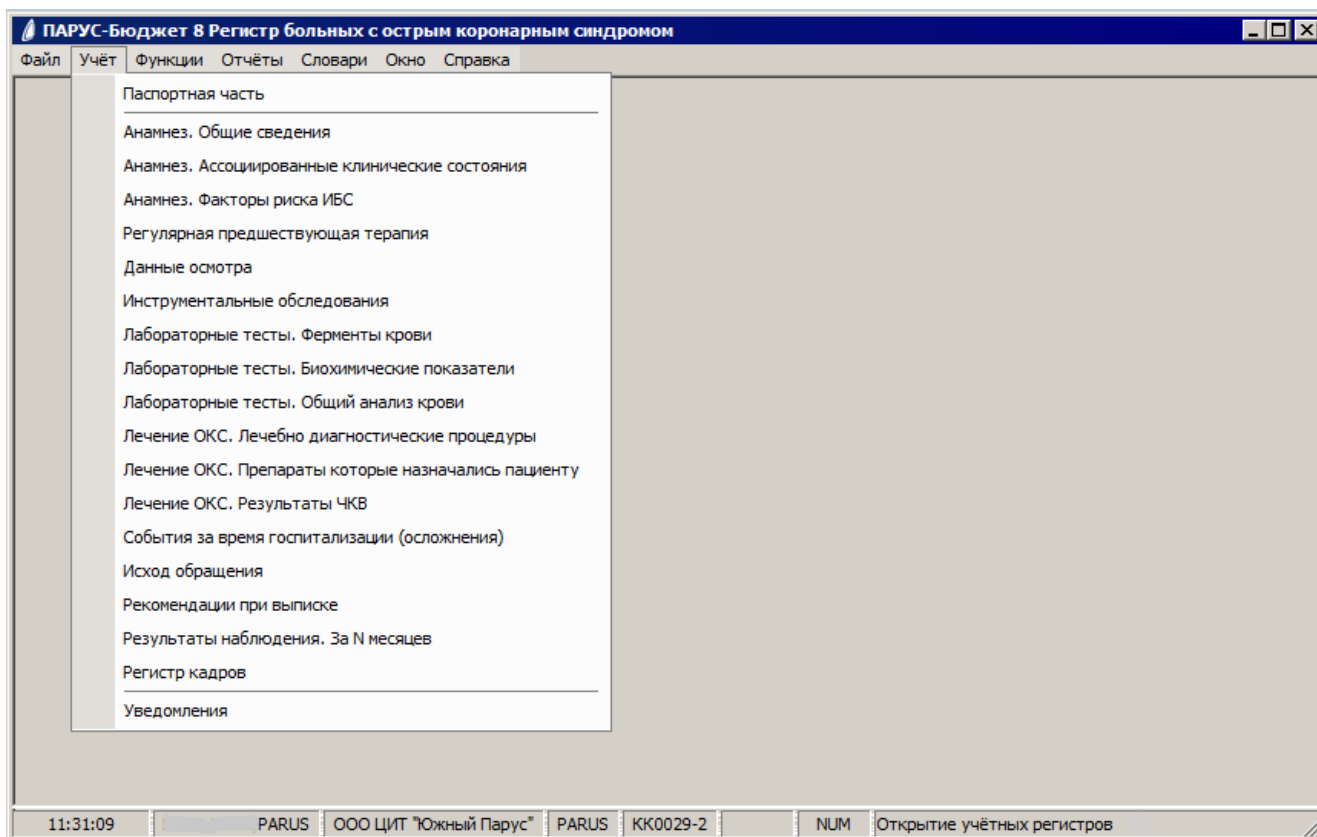 ПАРУС-Бюджет 8 Регистр больных с острым коронарным синдромом
Файл Учёт Функции Отчёты Словари Окно Справка
Паспортная часть
Анамнез. Общие сведения
Анамнез. Ассоциированные клинические состояния
Анамнез. Факторы риска ИБС
Регулярная предшествующая терапия
Данные осмотра
Инструментальные обследования
Лабораторные тесты. Ферменты крови
Лабораторные тесты. Биохимические показатели
Лабораторные тесты. Общий анализ крови
Лечение ОКС. Лечебно диагностические процедуры
Лечение ОКС. Препараты которые назначались пациенту
Лечение ОКС. Результаты ЧКВ
События за время госпитализации (осложнения)
Исход обращения
Рекомендации при выписке
Результаты наблюдения. За N месяцев
Регистр кадров
Уведомления
11:31:09 PARUS ООО ЦИТ "Южный Парус" PARUS КК0029-2 NUM Открытие учётных регистров